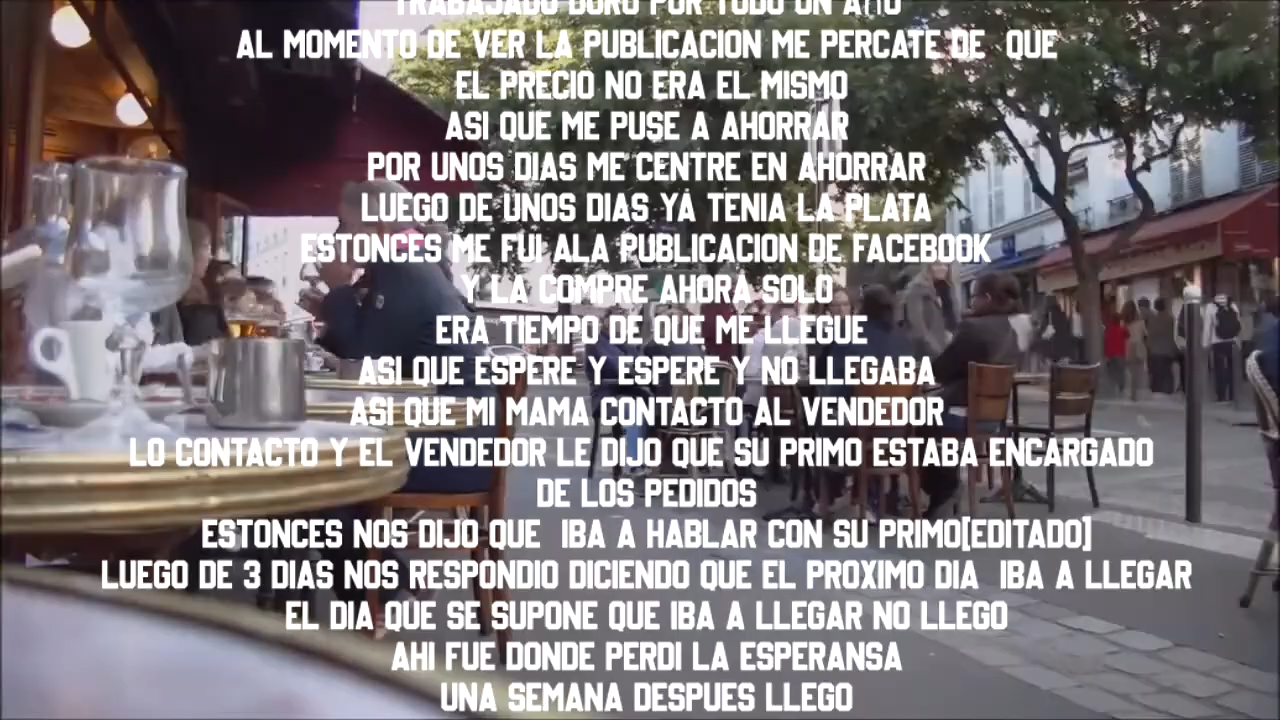 TRABAJADO DURO POR TODO UN AÑO
AL MOMENTO DE VER LA PUBLICACION ME PERCATE DE  QUE
EL PRECIO NO ERA EL MISMO
ASI QUE ME PUSE A AHORRAR
POR UNOS DIAS ME CENTRE EN AHORRAR
LUEGO DE UNOS DIAS YA TENIA LA PLATA
ESTONCES ME FUI ALA PUBLICACION DE FACEBOOK
Y LA COMPRE AHORA SOLO
ERA TIEMPO DE QUE ME LLEGUE
ASI QUE ESPERE Y ESPERE Y NO LLEGABA
ASI QUE MI MAMA CONTACTO AL VENDEDOR
LO CONTACTO Y EL VENDEDOR LE DIJO QUE SU PRIMO ESTABA ENCARGADO
DE LOS PEDIDOS
ESTONCES NOS DIJO QUE  IBA A HABLAR CON SU PRIMO[EDITADO]
LUEGO DE 3 DIAS NOS RESPONDIO DICIENDO QUE EL PROXIMO DIA  IBA A LLEGAR
EL DIA QUE SE SUPONE QUE IBA A LLEGAR NO LLEGO
AHI FUE DONDE PERDI LA ESPERANSA
UNA SEMANA DESPUES LLEGO